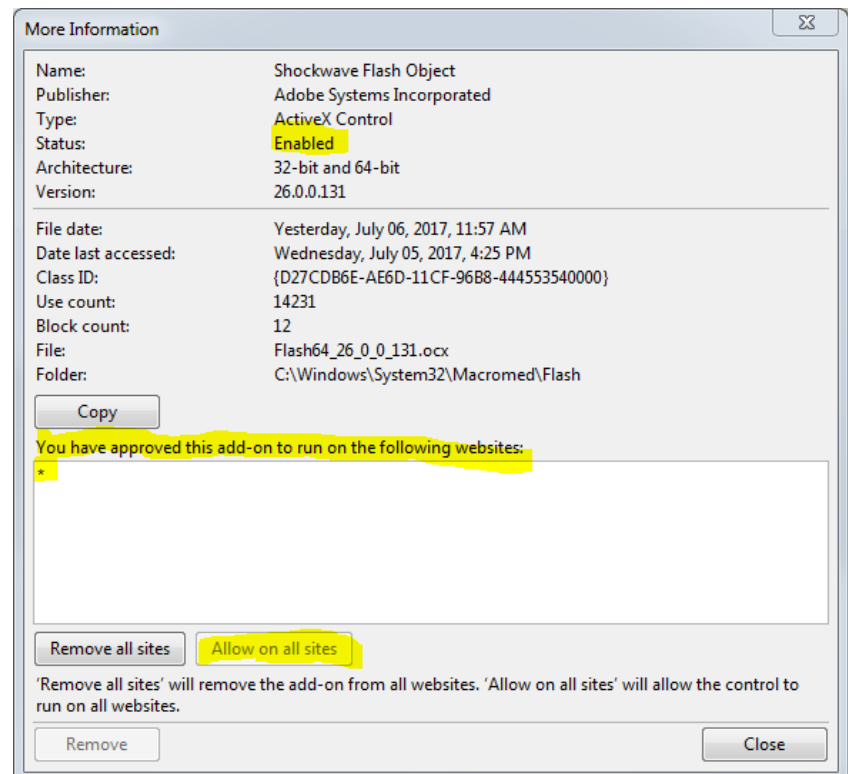 More Information
Name: Shockwave Flash Object
Publisher: Adobe Systems Incorporated
Type: ActiveX Control
Status: Enabled
Architecture: 32-bit and 64-bit
Version: 26.0.0.131
File date: Yesterday, July 06, 2017, 11:57 AM
Date last accessed: Wednesday, July 05, 2017, 4:25 PM
Class ID: {D27CDB6E-AE6D-11CF-96B8-444553540000}
Use count: 14231
Block count: 12
File: Flash64_26_0_0_131.ocx
Folder: C:\Windows\System32\Macromed\Flash
Copy
You have approved this add-on to run on the following websites:
*
Remove all sites Allow on all sites
'Remove all sites' will remove the add-on from all websites. 'Allow on all sites' will allow the control to
run on all websites.
Remove Close